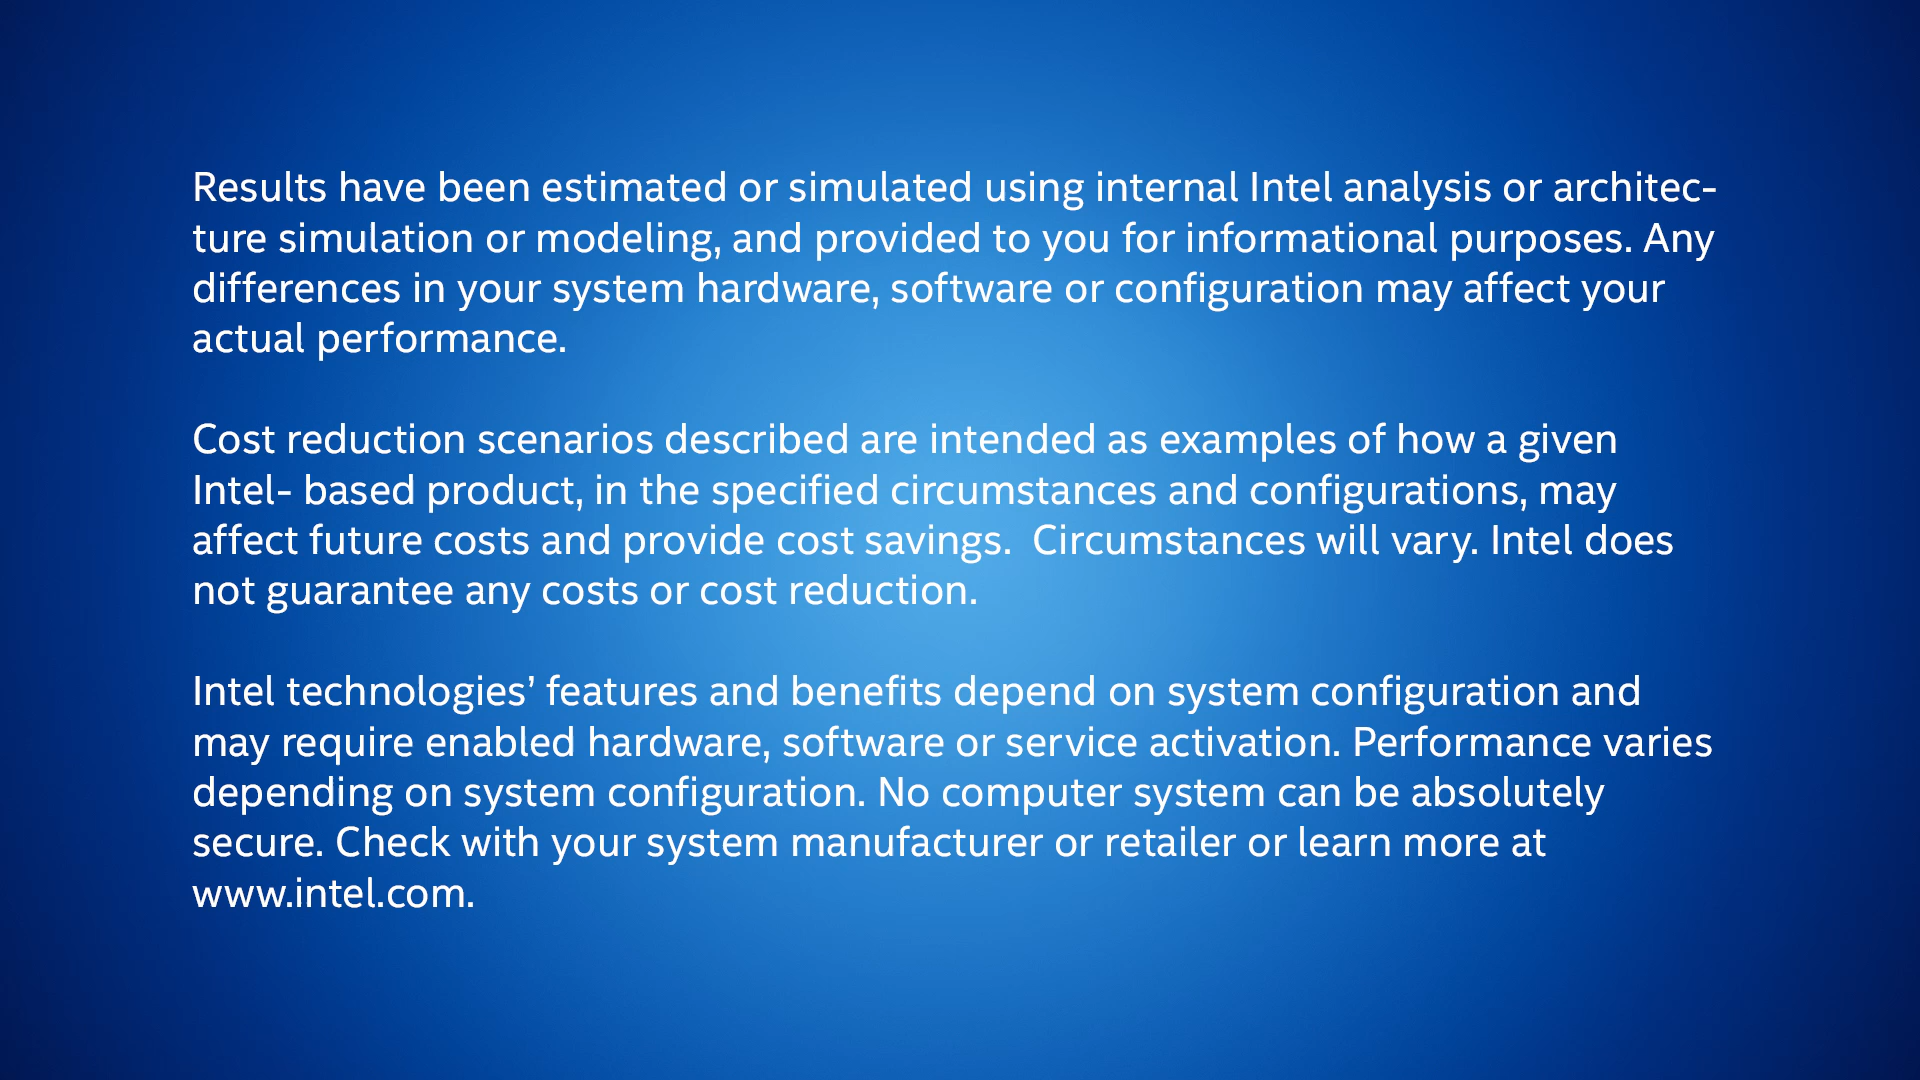 Results have been estimated or simulated using internal Intel analysis or architec-
ture simulation or modeling, and provided to you for informational purposes. Any
differences in your system hardware, software or configuration may affect your
actual performance.
Cost reduction scenarios described are intended as examples of how a given
Intel- based product, in the specified circumstances and configurations, may
affect future costs and provide cost savings.  Circumstances will vary. Intel does
not guarantee any costs or cost reduction.
Intel technologies’ features and benefits depend on system configuration and
may require enabled hardware, software or service activation. Performance varies
depending on system configuration. No computer system can be absolutely
secure. Check with your system manufacturer or retailer or learn more at
www.intel.com.